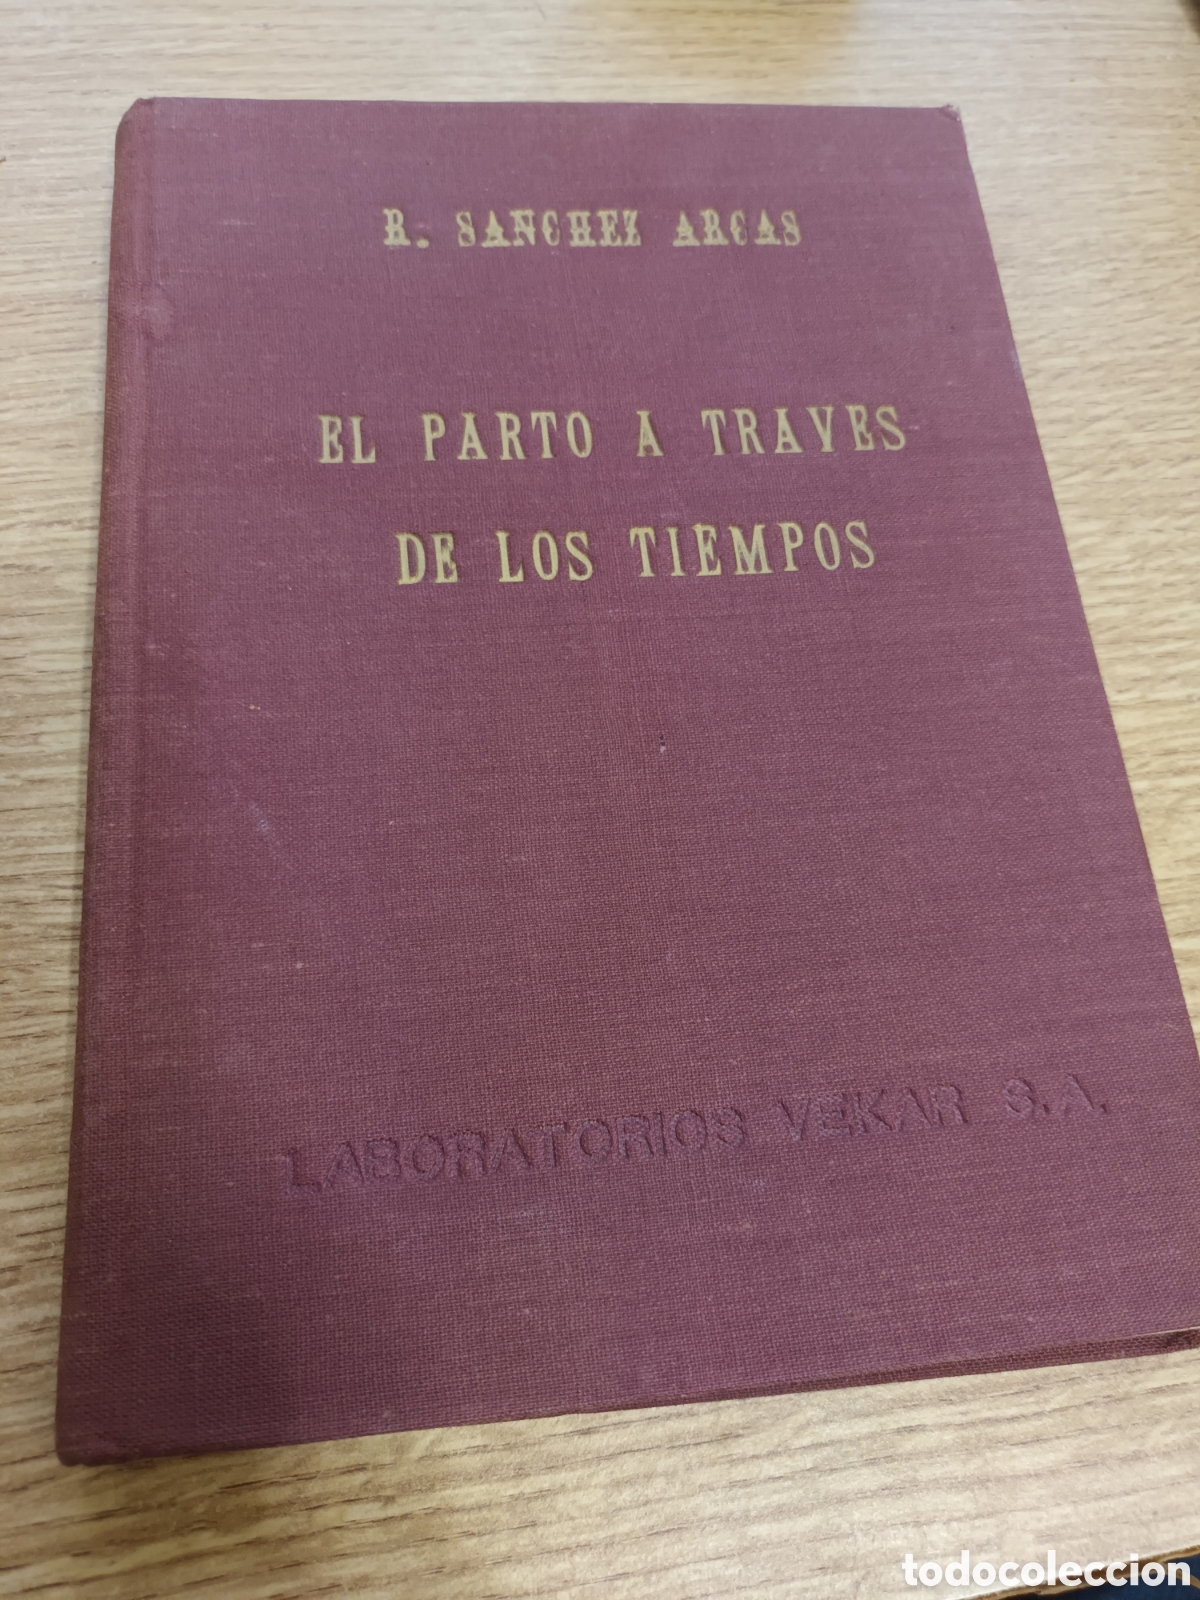 R. SANCHEZ ARCAS
EL PARTO A TRAVES
DE LOS TIEMPOS
LABORATORIOS VEKAR S.A.
todocoleccion